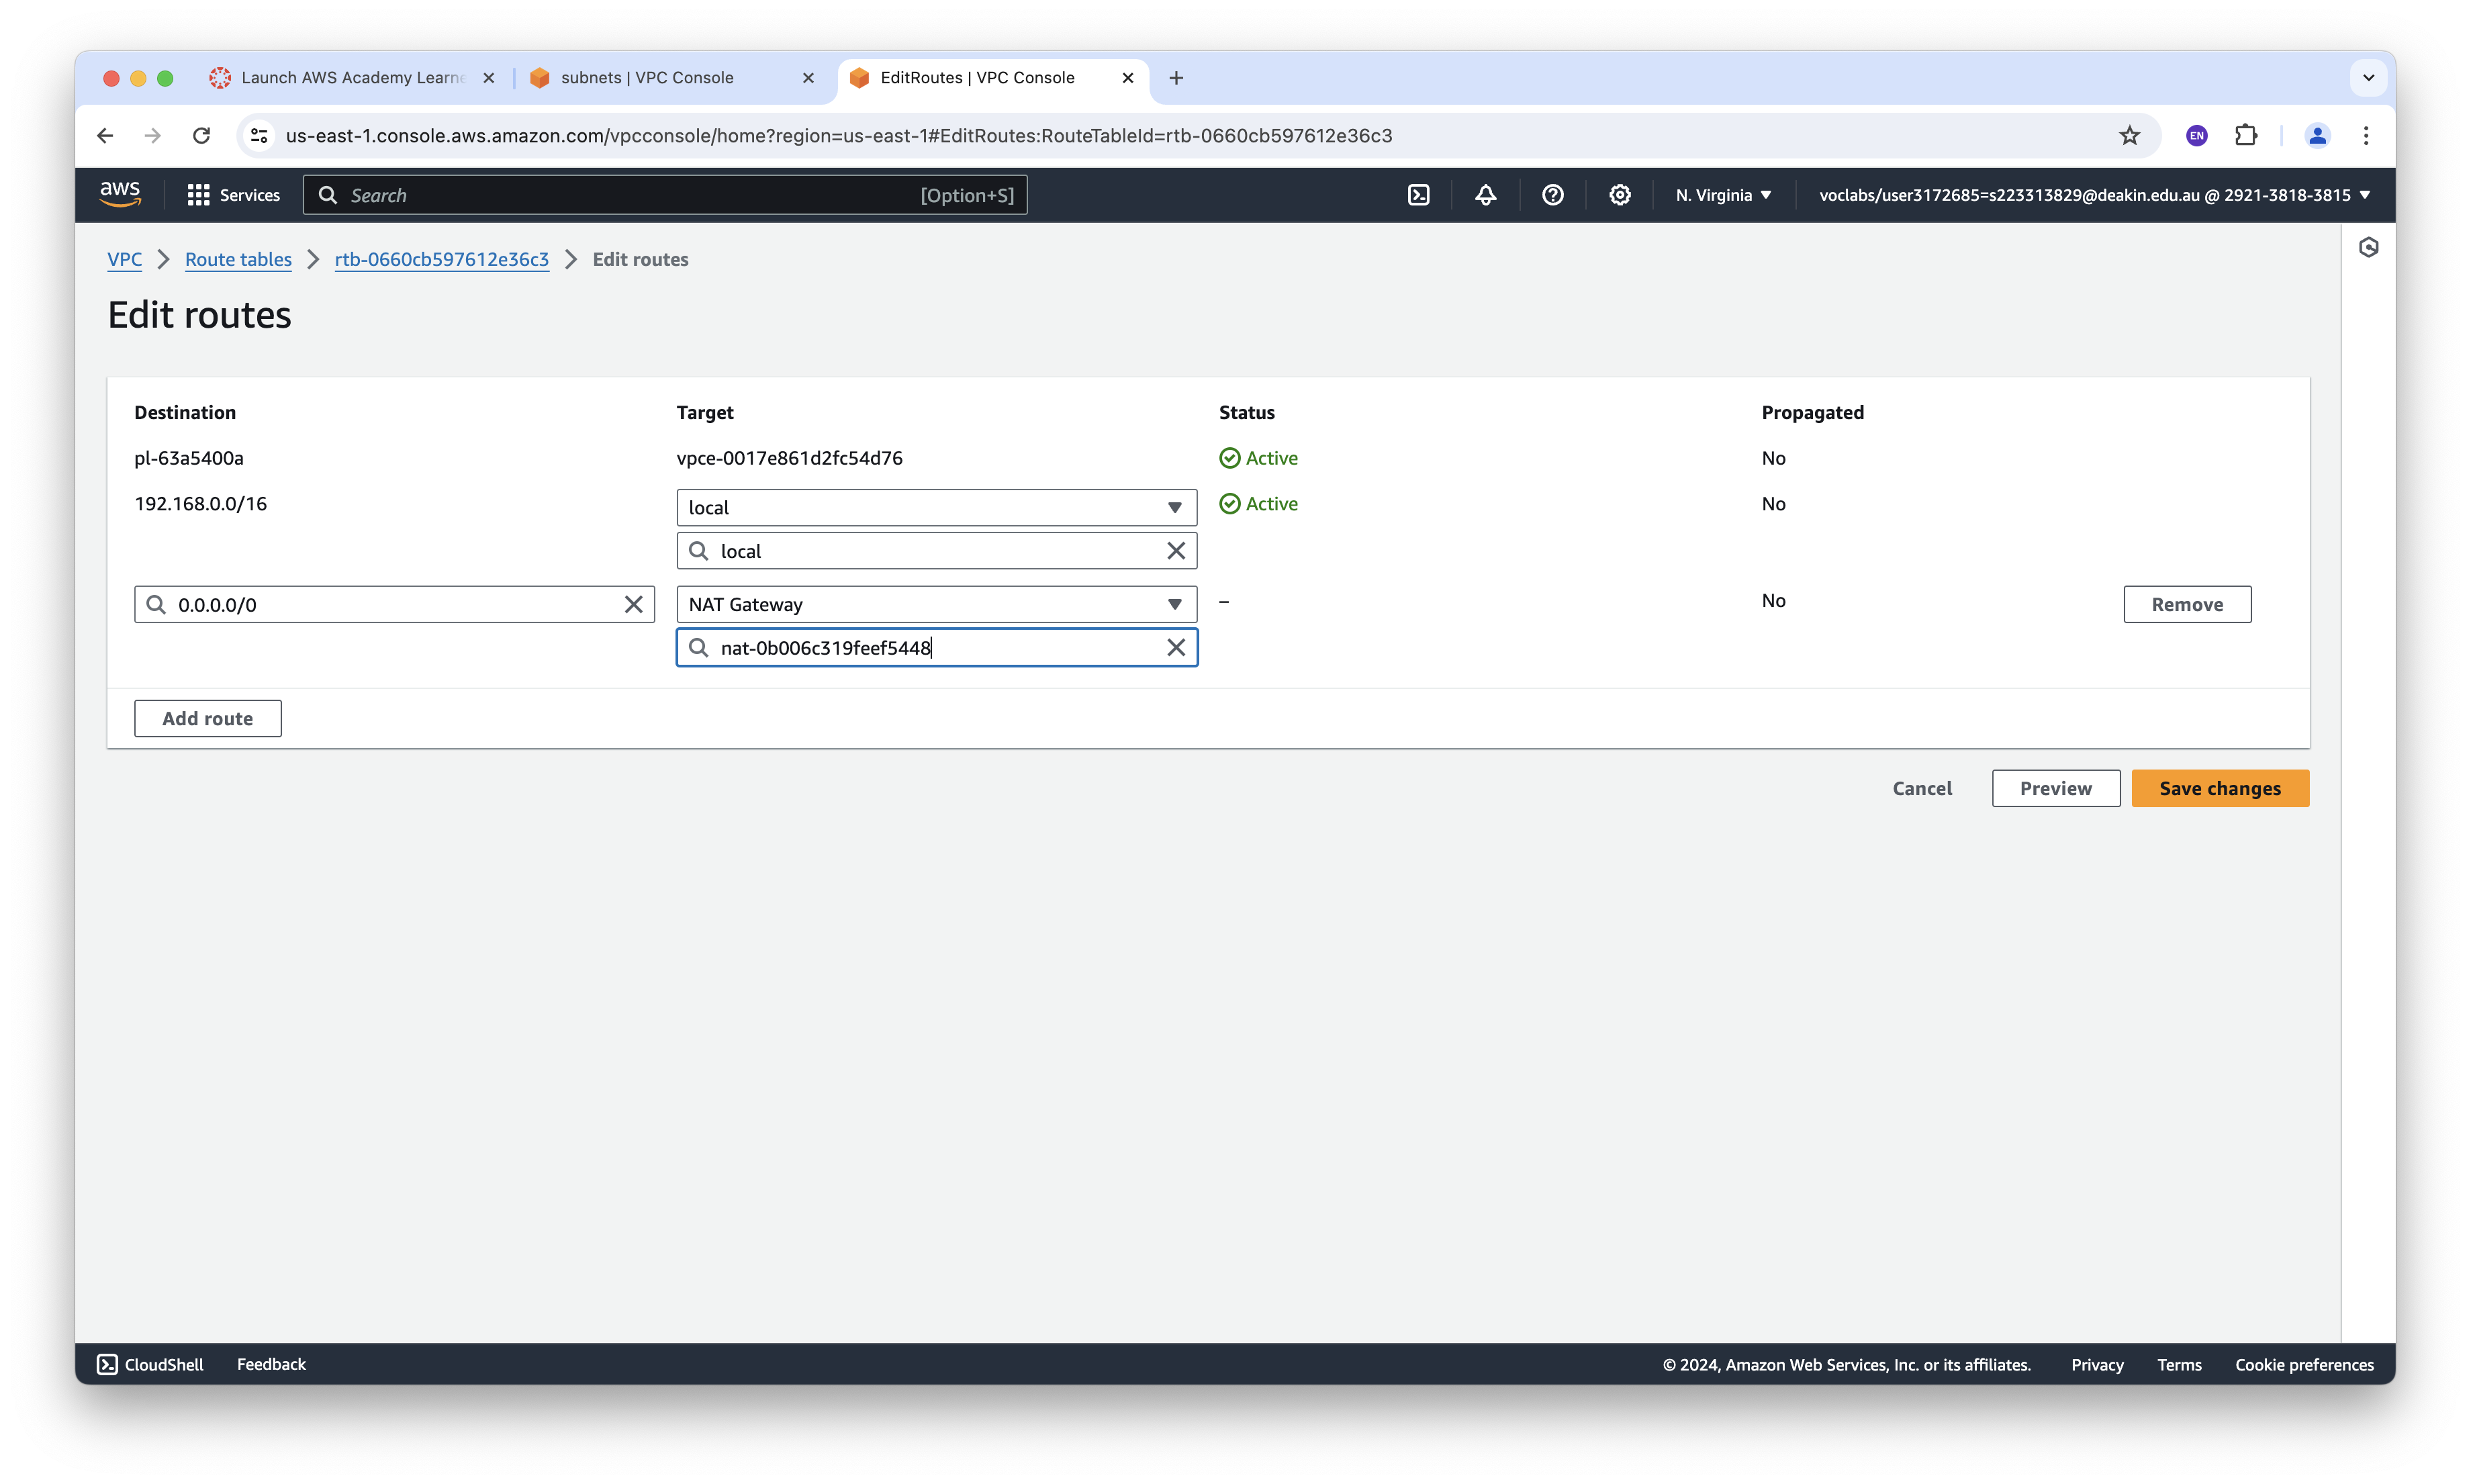 Launch AWS Academy Learne
subnets | VPC Console
EditRoutes | VPC Console
us-east-1.console.aws.amazon.com/vpcconsole/home?region=us-east-1#EditRoutes:RouteTableId=rtb-0660cb597612e36c3
EN
aws
Services
Search
[Option+S]
N. Virginia
voclabs/user3172685=s223313829@deakin.edu.au @ 2921-3818-3815
VPC
Route tables
rtb-0660cb597612e36c3
Edit routes
Edit routes
Destination Target Status Propagated
pl-63a5400a vpce-0017e861d2fc54d76 Active No
192.168.0.0/16 local Active No
local
0.0.0.0/0 NAT Gateway – No Remove
nat-0b006c319feef5448
Add route
Cancel Preview Save changes
CloudShell Feedback © 2024, Amazon Web Services, Inc. or its affiliates. Privacy Terms Cookie preferences